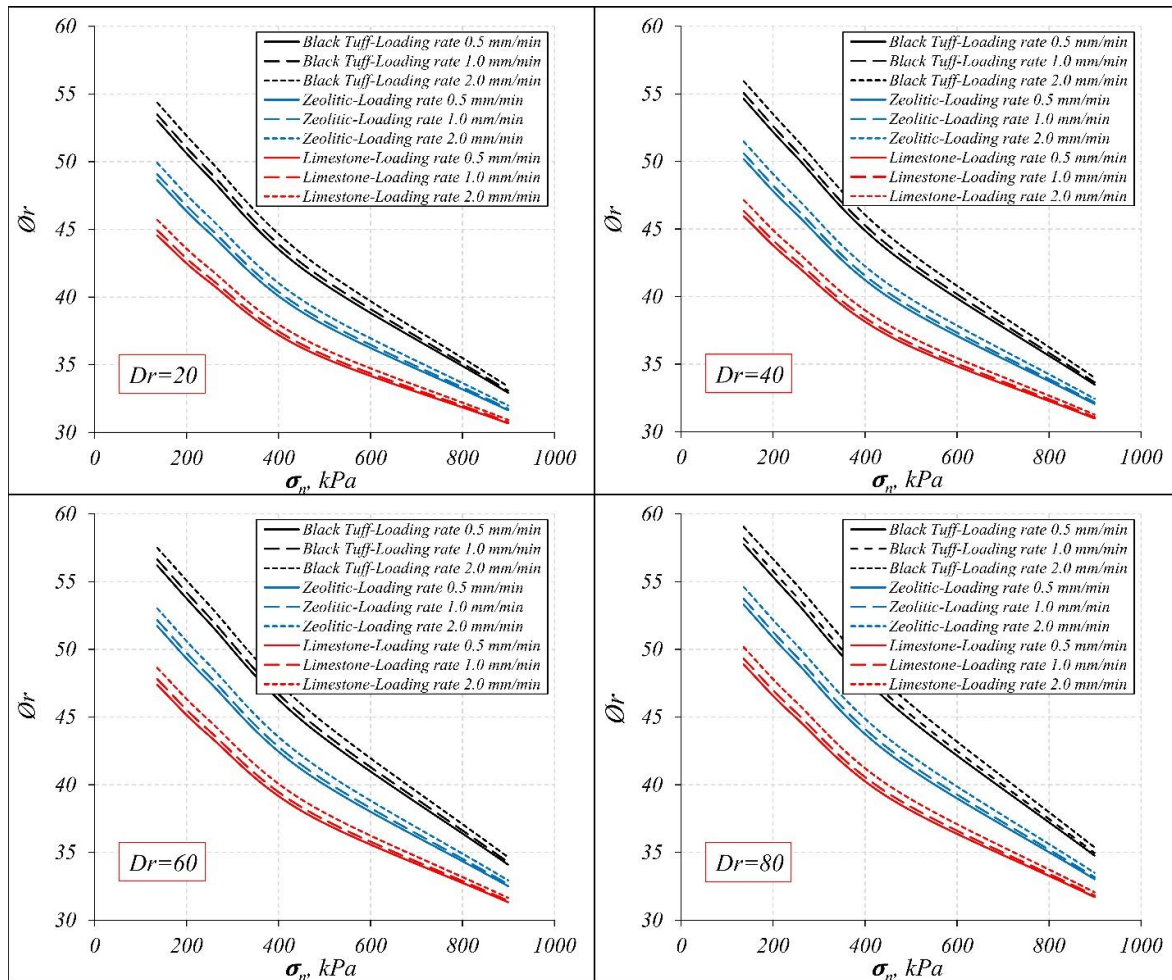 60
55
50
45
40
35
30
Ør
Black Tuff-Loading rate 0.5 mm/min
Black Tuff-Loading rate 1.0 mm/min
Black Tuff-Loading rate 2.0 mm/min
Zeolitic-Loading rate 0.5 mm/min
Zeolitic-Loading rate 1.0 mm/min
Zeolitic-Loading rate 2.0 mm/min
Limestone-Loading rate 0.5 mm/min
Limestone-Loading rate 1.0 mm/min
Limestone-Loading rate 2.0 mm/min
Dr=20
0 200 400 600 800 1000
σn, kPa
60
55
50
45
40
35
30
Ør
Black Tuff-Loading rate 0.5 mm/min
Black Tuff-Loading rate 1.0 mm/min
Black Tuff-Loading rate 2.0 mm/min
Zeolitic-Loading rate 0.5 mm/min
Zeolitic-Loading rate 1.0 mm/min
Zeolitic-Loading rate 2.0 mm/min
Limestone-Loading rate 0.5 mm/min
Limestone-Loading rate 1.0 mm/min
Limestone-Loading rate 2.0 mm/min
Dr=40
0 200 400 600 800 1000
σn, kPa
60
55
50
45
40
35
30
Ør
Black Tuff-Loading rate 0.5 mm/min
Black Tuff-Loading rate 1.0 mm/min
Black Tuff-Loading rate 2.0 mm/min
Zeolitic-Loading rate 0.5 mm/min
Zeolitic-Loading rate 1.0 mm/min
Zeolitic-Loading rate 2.0 mm/min
Limestone-Loading rate 0.5 mm/min
Limestone-Loading rate 1.0 mm/min
Limestone-Loading rate 2.0 mm/min
Dr=60
0 200 400 600 800 1000
σn, kPa
60
55
50
45
40
35
30
Ør
Black Tuff-Loading rate 0.5 mm/min
Black Tuff-Loading rate 1.0 mm/min
Black Tuff-Loading rate 2.0 mm/min
Zeolitic-Loading rate 0.5 mm/min
Zeolitic-Loading rate 1.0 mm/min
Zeolitic-Loading rate 2.0 mm/min
Limestone-Loading rate 0.5 mm/min
Limestone-Loading rate 1.0 mm/min
Limestone-Loading rate 2.0 mm/min
Dr=80
0 200 400 600 800 1000
σn, kPa